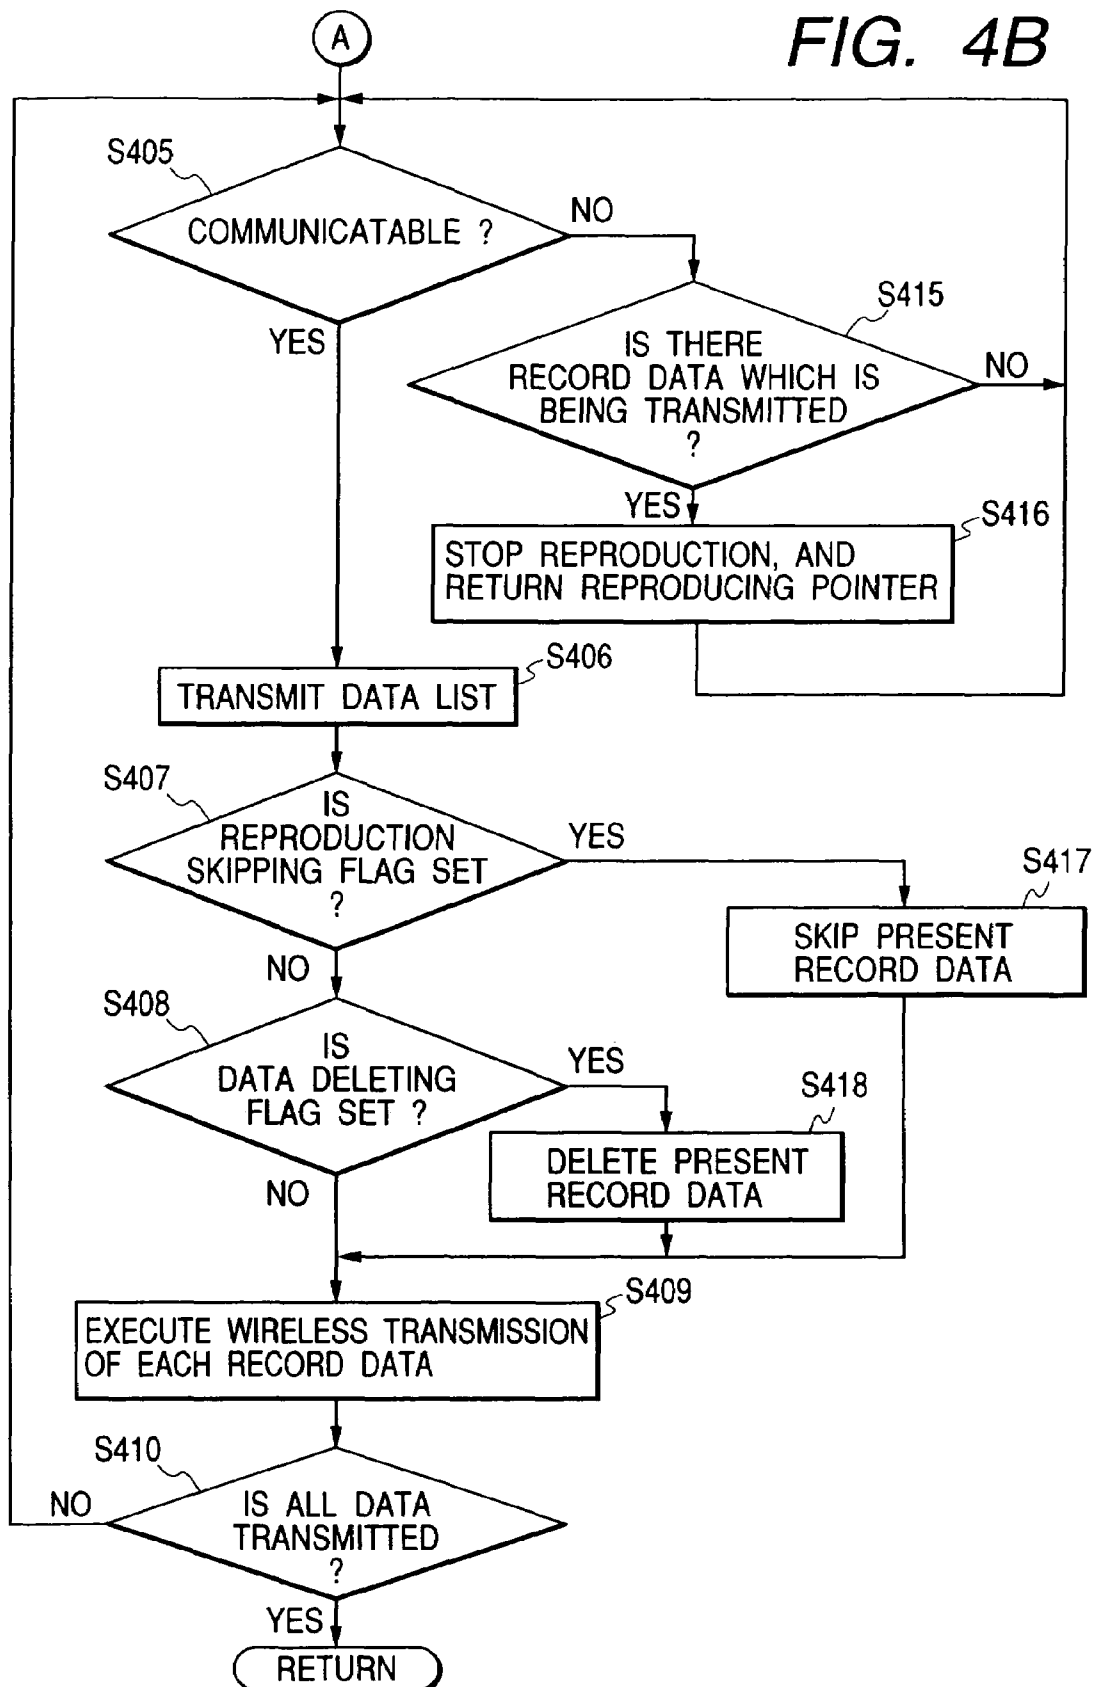 FIG. 4B
A
S405
COMMUNICATABLE ?
NO
YES
S415
IS THERE
RECORD DATA WHICH IS
BEING TRANSMITTED
?
NO
YES
S416
STOP REPRODUCTION, AND
RETURN REPRODUCING POINTER
S406
TRANSMIT DATA LIST
S407
IS
REPRODUCTION
SKIPPING FLAG SET
?
YES
NO
S417
SKIP PRESENT
RECORD DATA
S408
IS
DATA DELETING
FLAG SET ?
YES
NO
S418
DELETE PRESENT
RECORD DATA
S409
EXECUTE WIRELESS TRANSMISSION
OF EACH RECORD DATA
S410
NO
IS ALL DATA
TRANSMITTED
?
YES
RETURN